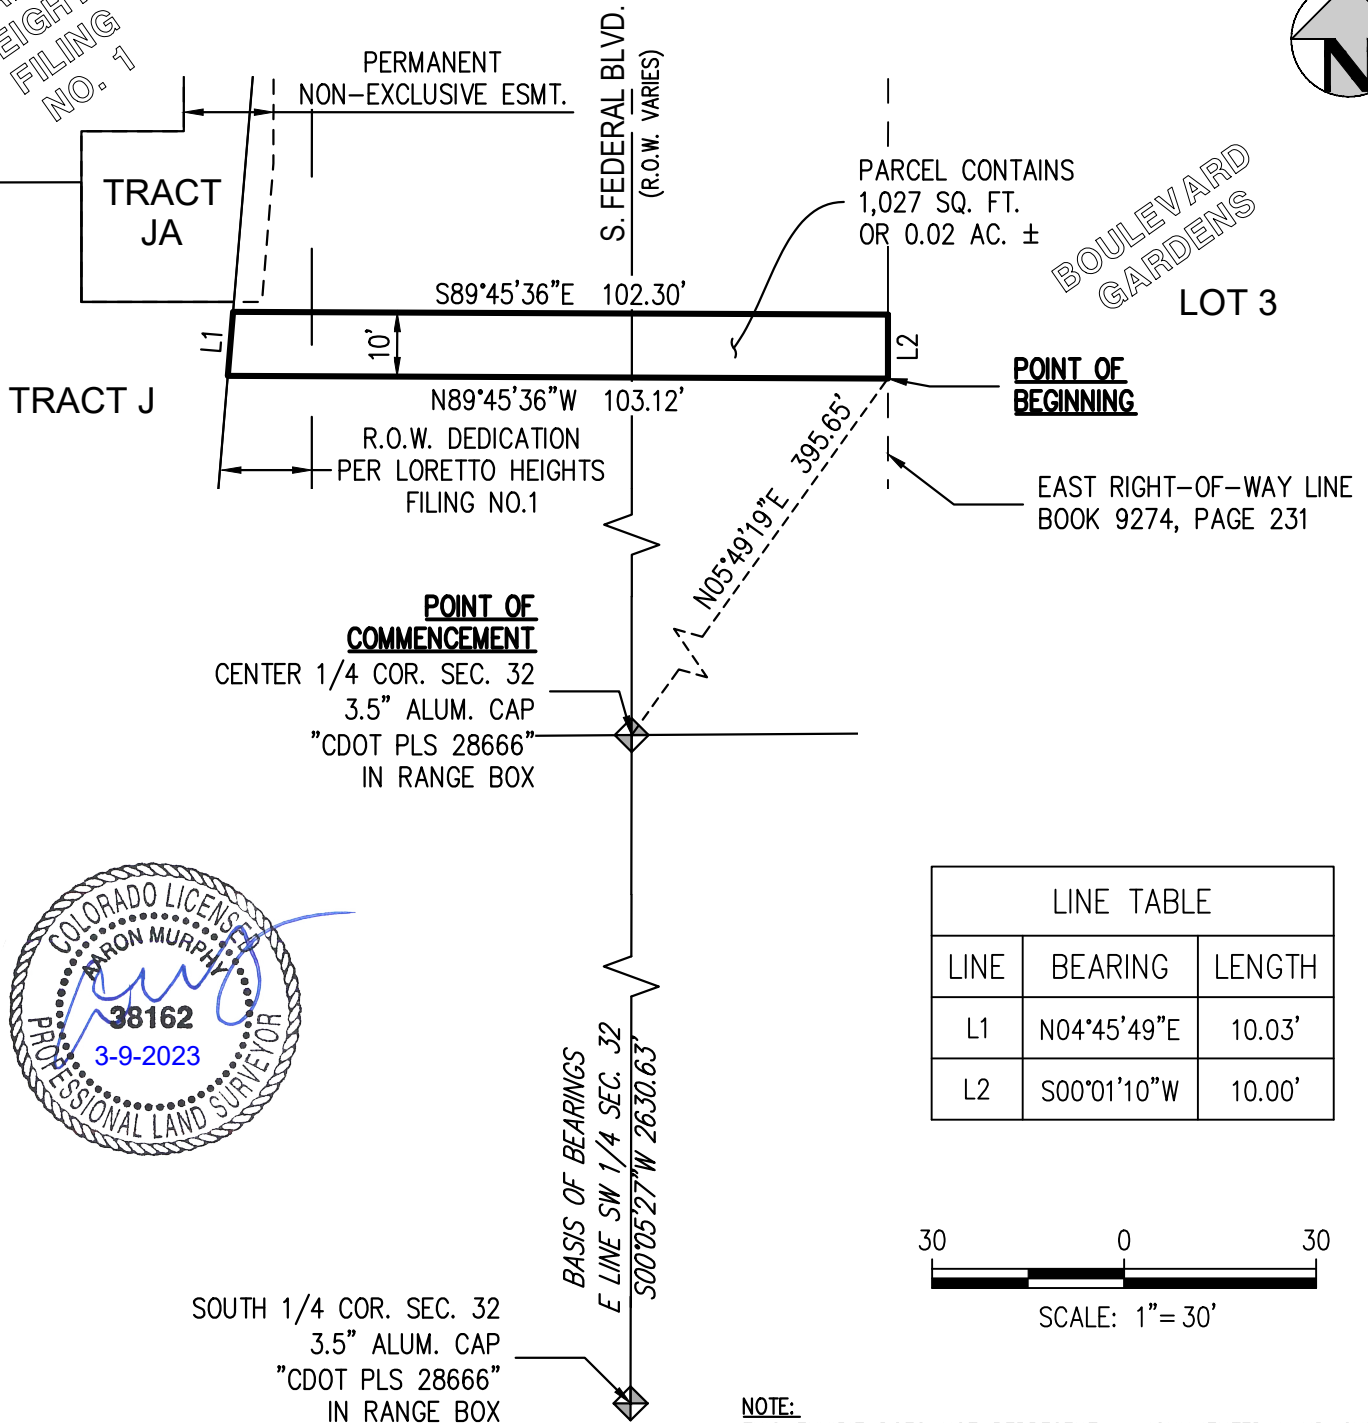 FILING
NO. 1
PERMANENT
NON-EXCLUSIVE ESMT.
S. FEDERAL BLVD.
(R.O.W. VARIES)
N
TRACT
JA
PARCEL CONTAINS
1,027 SQ. FT.
OR 0.02 AC. ±
BOULEVARD
GARDENS
LOT 3
S89°45'36"E 102.30'
L1
10'
L2
TRACT J
N89°45'36"W 103.12'
POINT OF
BEGINNING
R.O.W. DEDICATION
PER LORETTO HEIGHTS
FILING NO.1
N05°49'19"E 395.65'
EAST RIGHT-OF-WAY LINE
BOOK 9274, PAGE 231
POINT OF
COMMENCEMENT
CENTER 1/4 COR. SEC. 32
3.5" ALUM. CAP
"CDOT PLS 28666"
IN RANGE BOX
COLORADO LICENSED
AARON MURPHY
38162
3-9-2023
PROFESSIONAL LAND SURVEYOR
LINE TABLE
LINE BEARING LENGTH
L1 N04°45'49"E 10.03'
L2 S00°01'10"W 10.00'
BASIS OF BEARINGS
E LINE SW 1/4 SEC. 32
S00°05'27"W 2630.63'
30 0 30
SCALE: 1"=30'
SOUTH 1/4 COR. SEC. 32
3.5" ALUM. CAP
"CDOT PLS 28666"
IN RANGE BOX
NOTE: